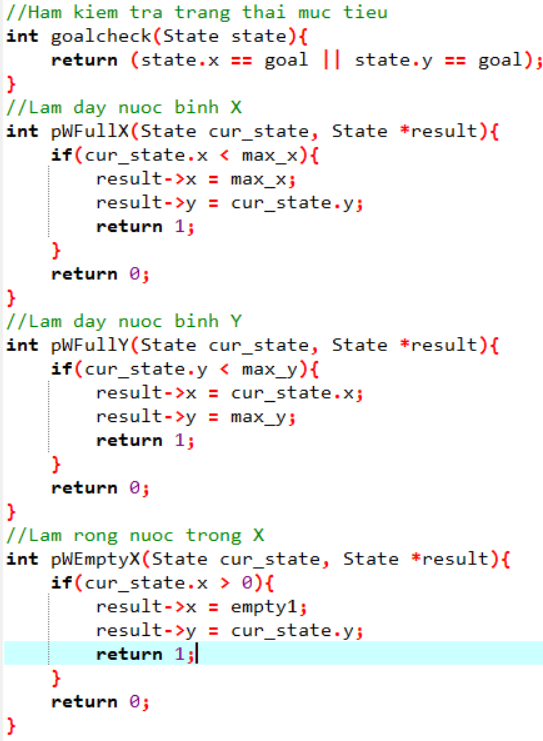 //Ham kiem tra trang thai muc tieu
int goalcheck(State state){
    return (state.x == goal || state.y == goal);
}
//Lam day nuoc binh X
int pWFullX(State cur_state, State *result){
    if(cur_state.x < max_x){
        result->x = max_x;
        result->y = cur_state.y;
        return 1;
    }
    return 0;
}
//Lam day nuoc binh Y
int pWFullY(State cur_state, State *result){
    if(cur_state.y < max_y){
        result->x = cur_state.x;
        result->y = max_y;
        return 1;
    }
    return 0;
}
//Lam rong nuoc trong X
int pWEmptyX(State cur_state, State *result){
    if(cur_state.x > 0){
        result->x = empty1;
        result->y = cur_state.y;
        return 1;
    }
    return 0;
}